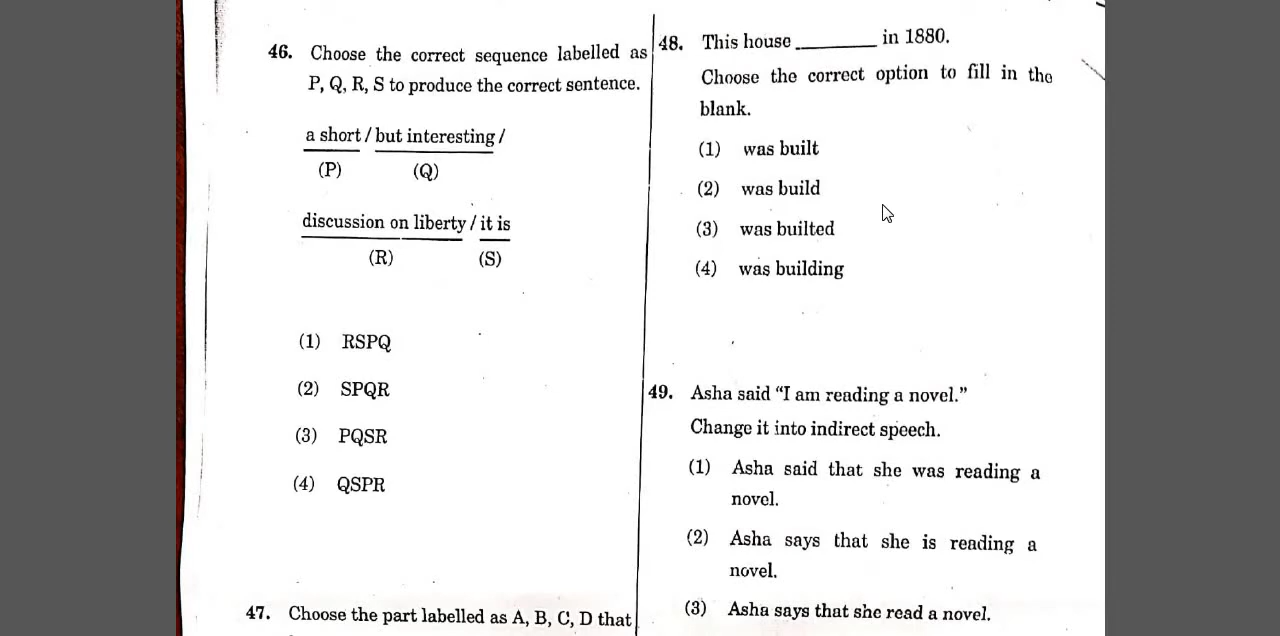 46. Choose the correct sequence labelled as
P, Q, R, S to produce the correct sentence.
a short / but interesting /
(P) (Q)
discussion on liberty / it is
(R) (S)
(1) RSPQ
(2) SPQR
(3) PQSR
(4) QSPR
47. Choose the part labelled as A, B, C, D that
48. This house ________ in 1880.
Choose the correct option to fill in the
blank.
(1) was built
(2) was build
(3) was builted
(4) was building
49. Asha said “I am reading a novel.”
Change it into indirect speech.
(1) Asha said that she was reading a
novel.
(2) Asha says that she is reading a
novel.
(3) Asha says that she read a novel.